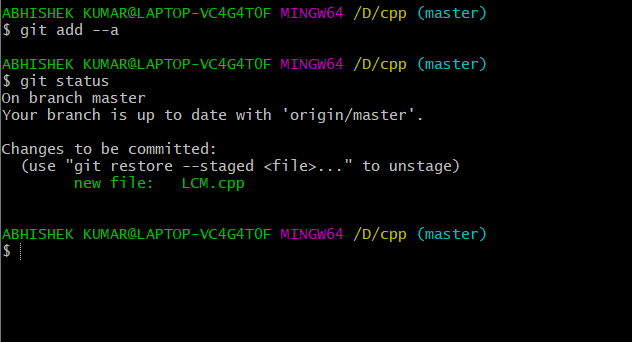 ABHISHEK KUMAR@LAPTOP-VC4G4T0F MINGW64 /D/cpp (master)
$ git add --a
ABHISHEK KUMAR@LAPTOP-VC4G4T0F MINGW64 /D/cpp (master)
$ git status
On branch master
Your branch is up to date with 'origin/master'.
Changes to be committed:
  (use "git restore --staged <file>..." to unstage)
        new file:   LCM.cpp
ABHISHEK KUMAR@LAPTOP-VC4G4T0F MINGW64 /D/cpp (master)
$